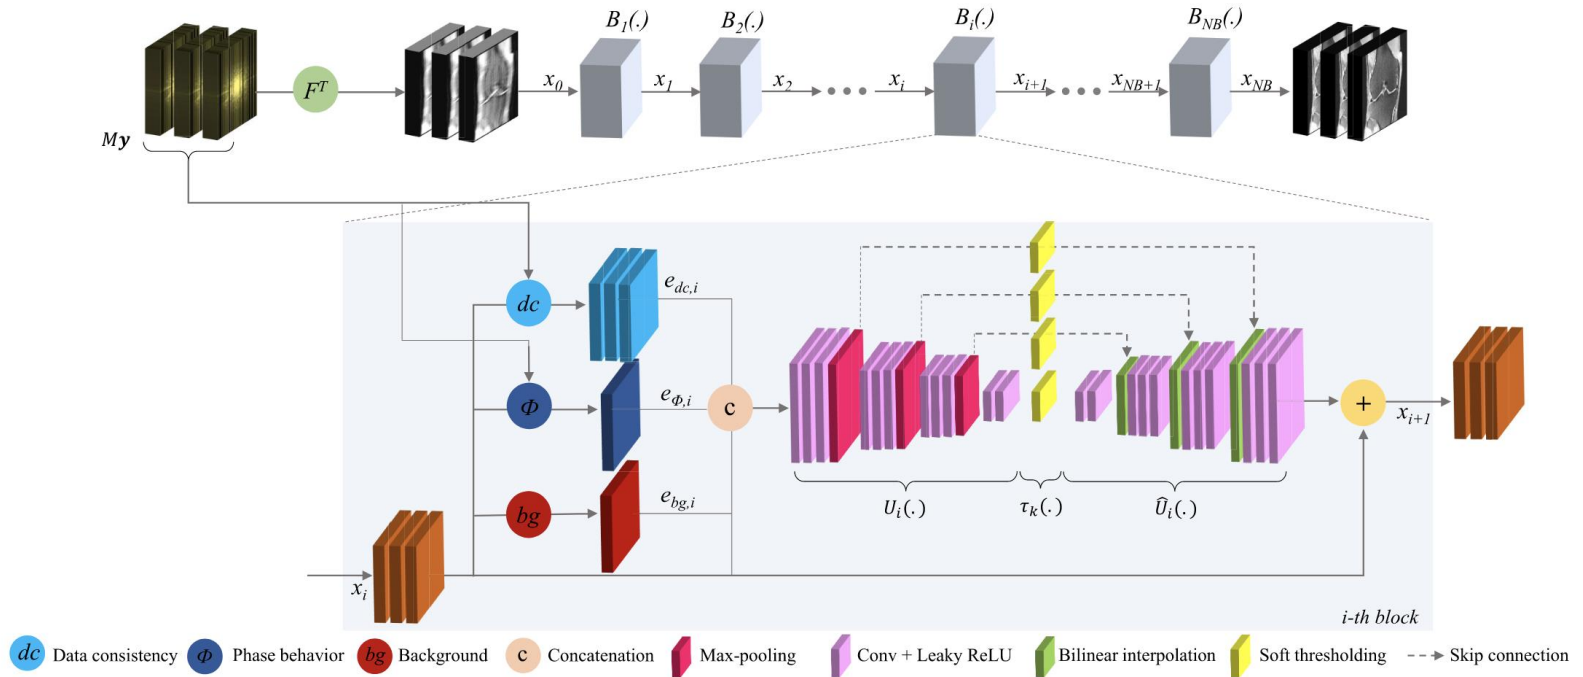 B1(.)
B2(.)
Bi(.)
BNB(.)
F^T
x0
x1
x2
xi
xi+1
xNB+1
xNB
My
dc
edc,i
Φ
eΦ,i
c
bg
ebg,i
+
xi+1
Ui(.)
τk(.)
Ûi(.)
xi
i-th block
dc Data consistency
Φ Phase behavior
bg Background
c Concatenation
Max-pooling
Conv + Leaky ReLU
Bilinear interpolation
Soft thresholding
Skip connection